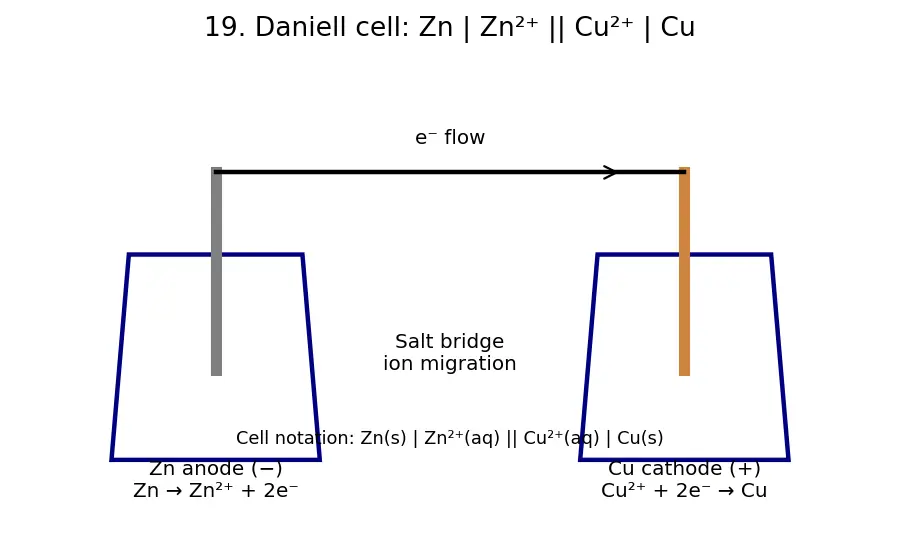 19. Daniell cell: Zn | Zn²⁺ || Cu²⁺ | Cu
e⁻ flow
Salt bridge
ion migration
Cell notation: Zn(s) | Zn²⁺(aq) || Cu²⁺(aq) | Cu(s)
Zn anode (−)
Zn → Zn²⁺ + 2e⁻
Cu cathode (+)
Cu²⁺ + 2e⁻ → Cu